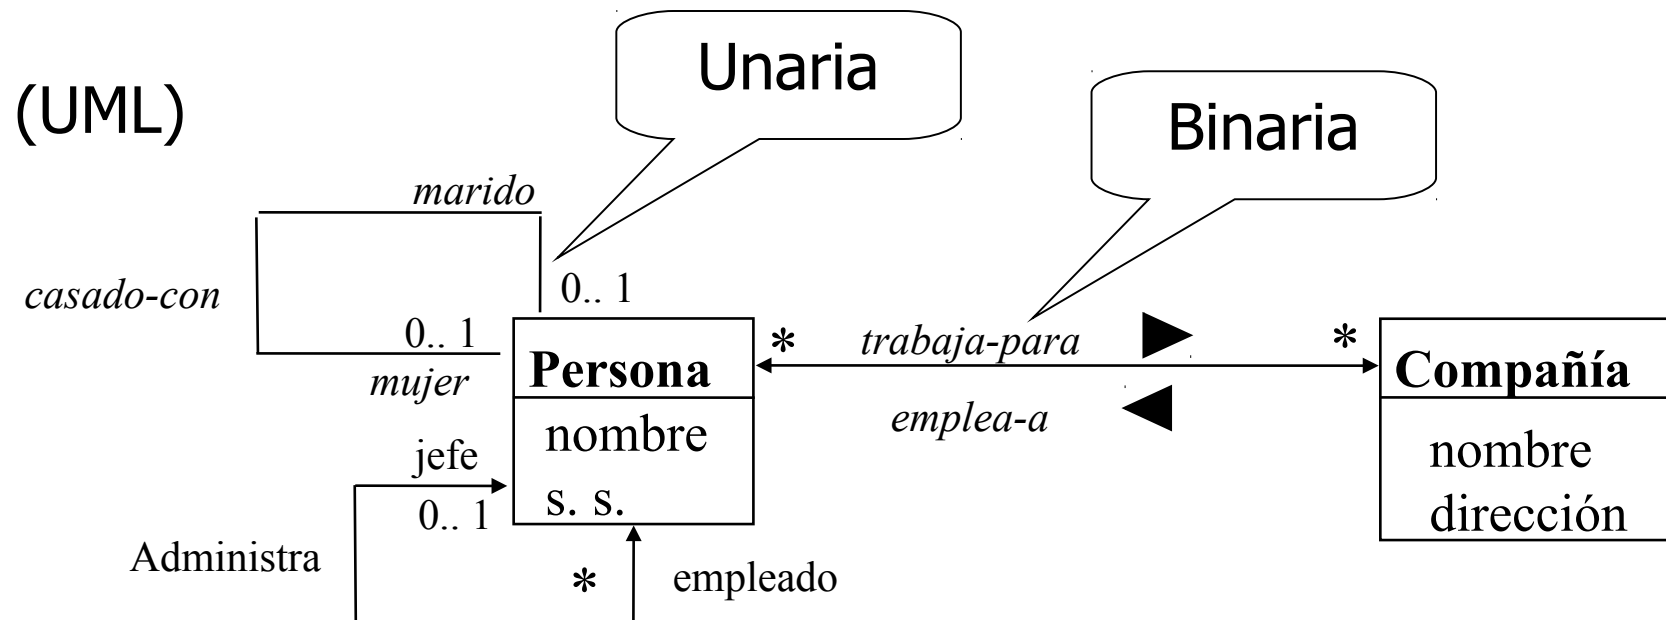 Unaria
(UML)
Binaria
marido
casado-con
0.. 1
0.. 1
mujer
Persona
nombre
s. s.
*
trabaja-para
*
emplea-a
Compañía
nombre
dirección
jefe
0.. 1
Administra
*
empleado